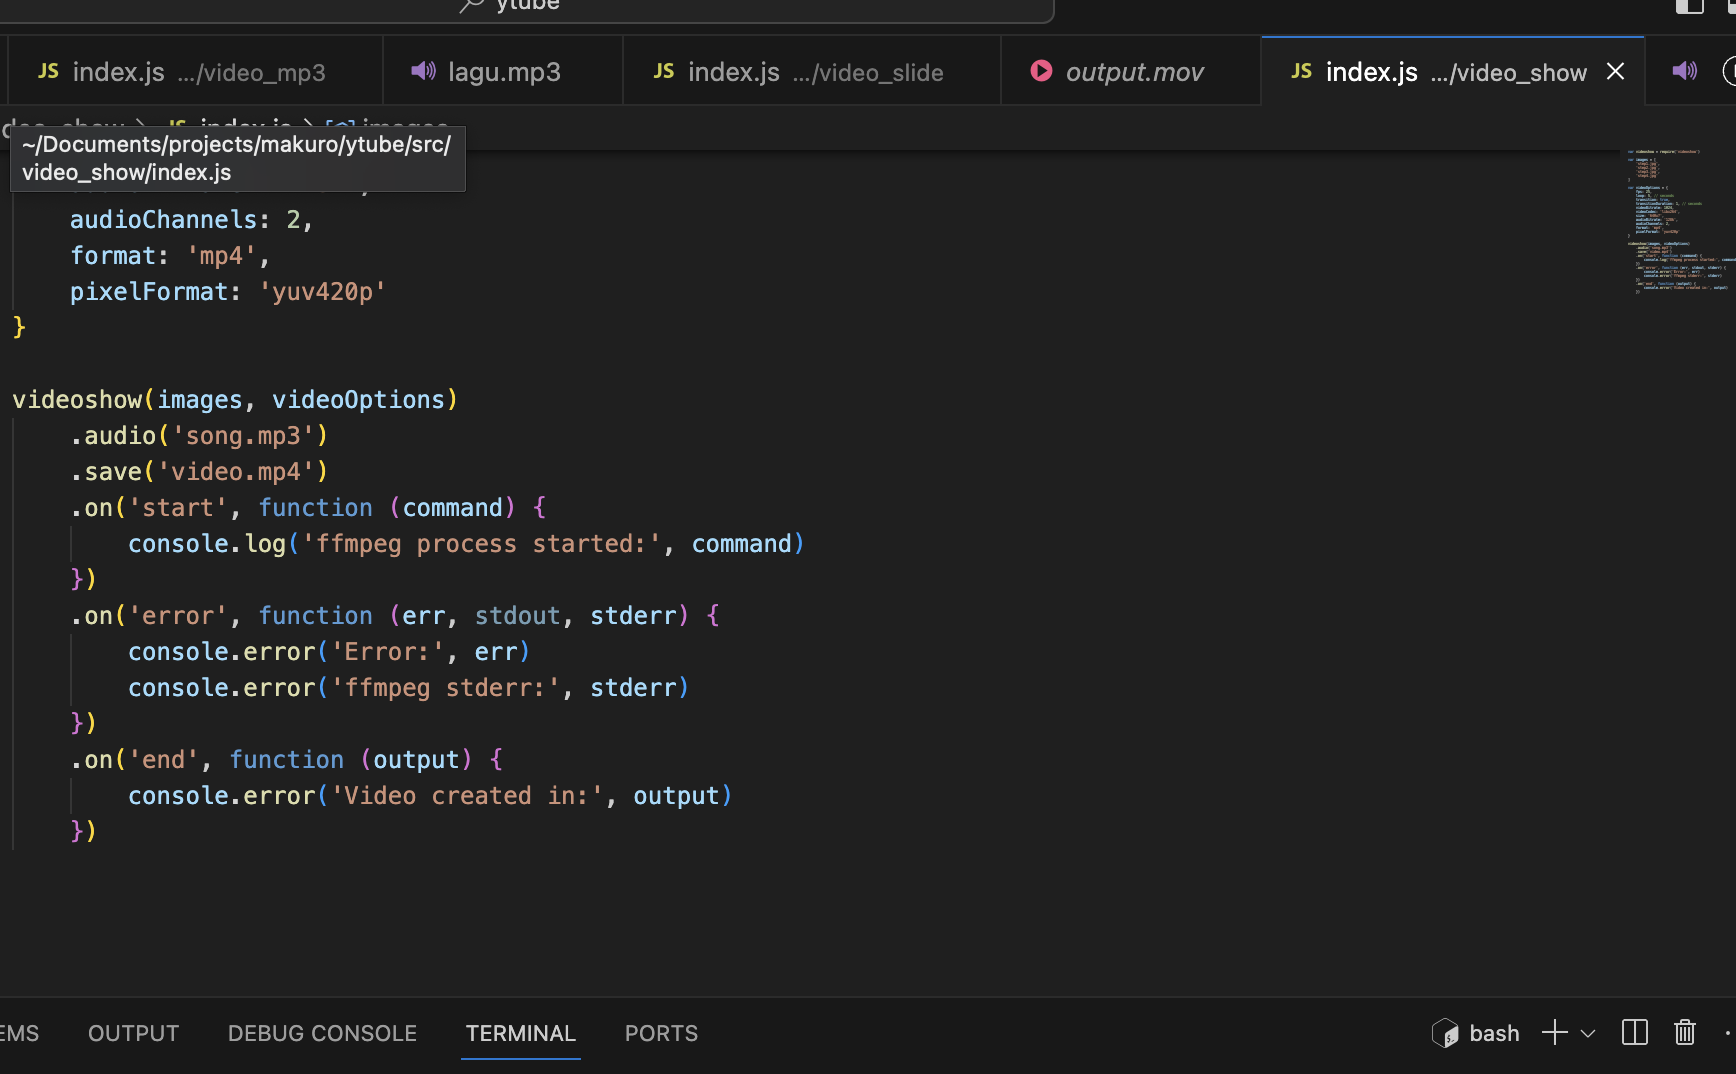 ytube
JS index.js .../video_mp3
lagu.mp3
JS index.js .../video_slide
output.mov
JS index.js .../video_show
~/Documents/projects/makuro/ytube/src/
video_show/index.js
audioChannels: 2,
format: 'mp4',
pixelFormat: 'yuv420p'
}
videoshow(images, videoOptions)
.audio('song.mp3')
.save('video.mp4')
.on('start', function (command) {
console.log('ffmpeg process started:', command)
})
.on('error', function (err, stdout, stderr) {
console.error('Error:', err)
console.error('ffmpeg stderr:', stderr)
})
.on('end', function (output) {
console.error('Video created in:', output)
})
EMS
OUTPUT
DEBUG CONSOLE
TERMINAL
PORTS
bash